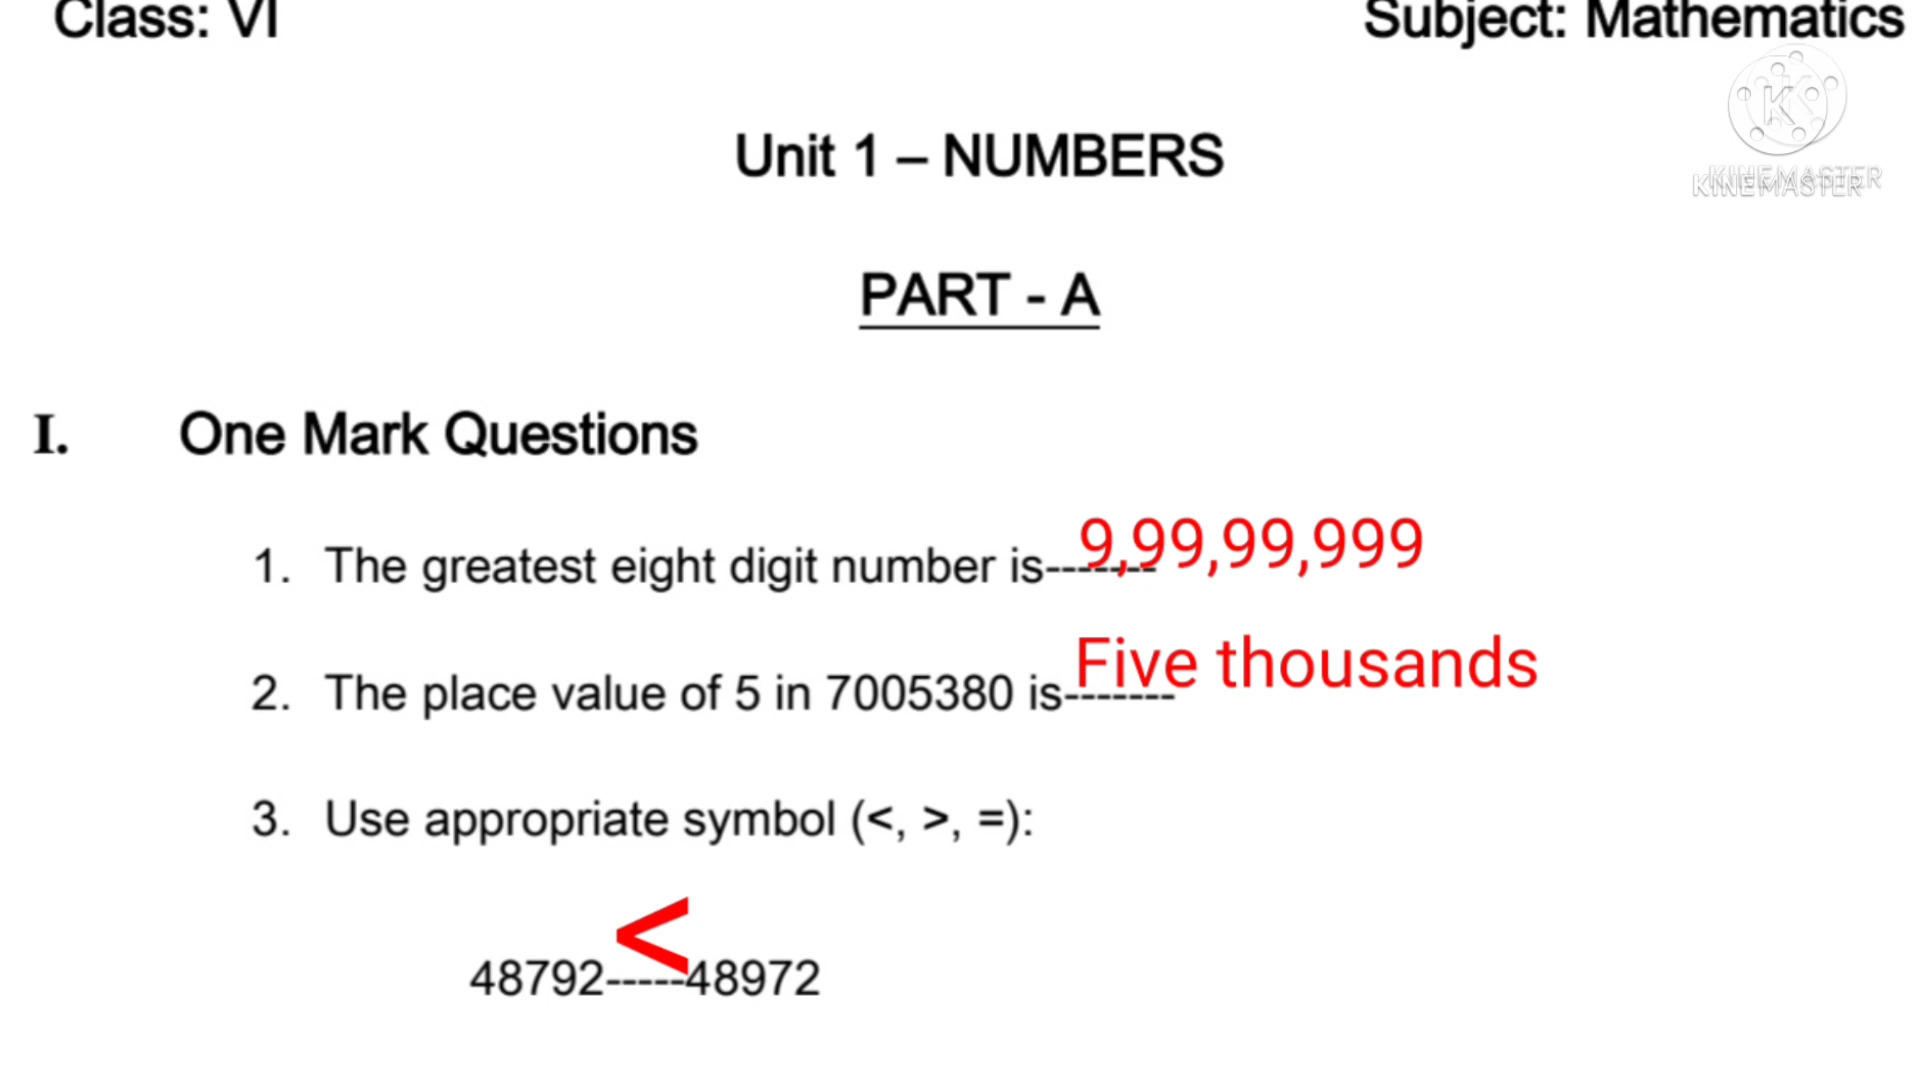 Class: VI
Subject: Mathematics
K
KINEMASTER
KINEMASTER
Unit 1 – NUMBERS
PART - A
I. One Mark Questions
1. The greatest eight digit number is------- 9,99,99,999
2. The place value of 5 in 7005380 is------- Five thousands
3. Use appropriate symbol (<, >, =):
<
48792-----48972